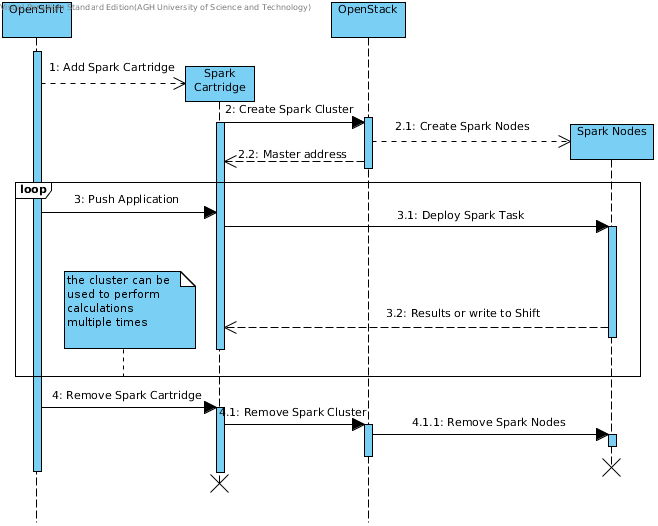 Standard Edition(AGH University of Science and Technology)
OpenShift
OpenStack
1: Add Spark Cartridge
Spark
Cartridge
2: Create Spark Cluster
2.1: Create Spark Nodes
Spark Nodes
2.2: Master address
loop
3: Push Application
3.1: Deploy Spark Task
the cluster can be
used to perform
calculations
multiple times
3.2: Results or write to Shift
4: Remove Spark Cartridge
4.1: Remove Spark Cluster
4.1.1: Remove Spark Nodes